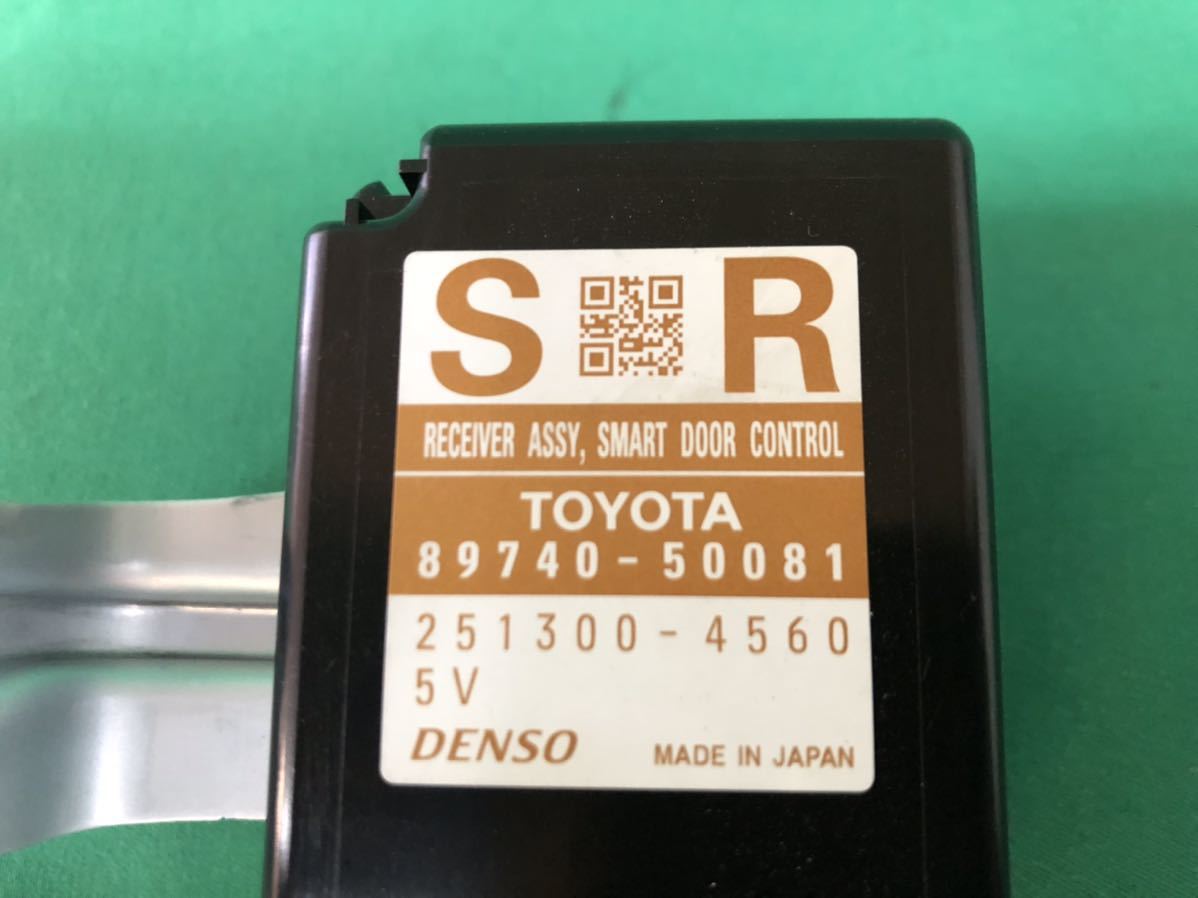 S R
RECEIVER ASSY, SMART DOOR CONTROL
TOYOTA
89740-50081
251300-4560
5V
DENSO MADE IN JAPAN